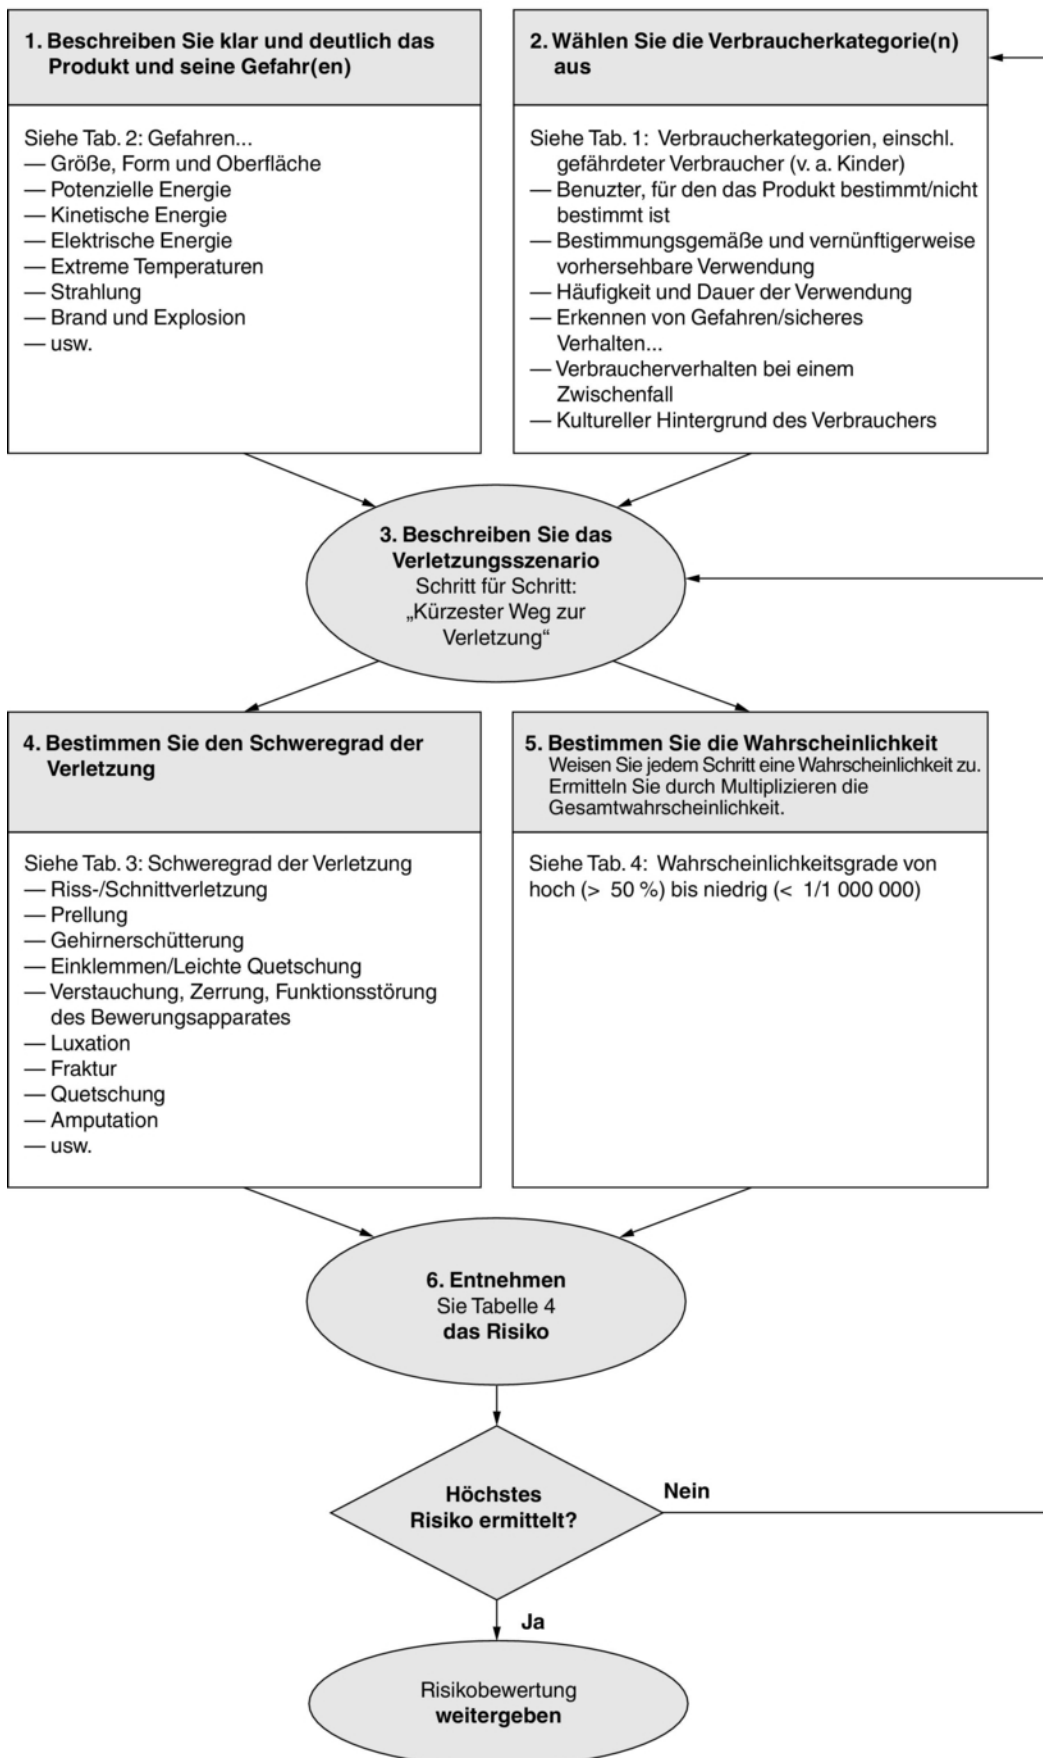 1. Beschreiben Sie klar und deutlich das
Produkt und seine Gefahr(en)
Siehe Tab. 2: Gefahren...
— Größe, Form und Oberfläche
— Potenzielle Energie
— Kinetische Energie
— Elektrische Energie
— Extreme Temperaturen
— Strahlung
— Brand und Explosion
— usw.
2. Wählen Sie die Verbraucherkategorie(n)
aus
Siehe Tab. 1: Verbraucherkategorien, einschl.
gefährdeter Verbraucher (v. a. Kinder)
— Benuzter, für den das Produkt bestimmt/nicht
bestimmt ist
— Bestimmungsgemäße und vernünftigerweise
vorhersehbare Verwendung
— Häufigkeit und Dauer der Verwendung
— Erkennen von Gefahren/sicheres
Verhalten...
— Verbraucherverhalten bei einem
Zwischenfall
— Kultureller Hintergrund des Verbrauchers
3. Beschreiben Sie das
Verletzungsszenario
Schritt für Schritt:
„Kürzester Weg zur
Verletzung“
4. Bestimmen Sie den Schweregrad der
Verletzung
Siehe Tab. 3: Schweregrad der Verletzung
— Riss-/Schnittverletzung
— Prellung
— Gehirnerschütterung
— Einklemmen/Leichte Quetschung
— Verstauchung, Zerrung, Funktionsstörung
des Bewerungsapparates
— Luxation
— Fraktur
— Quetschung
— Amputation
— usw.
5. Bestimmen Sie die Wahrscheinlichkeit
Weisen Sie jedem Schritt eine Wahrscheinlichkeit zu.
Ermitteln Sie durch Multiplizieren die
Gesamtwahrscheinlichkeit.
Siehe Tab. 4: Wahrscheinlichkeitsgrade von
hoch (> 50 %) bis niedrig (< 1/1 000 000)
6. Entnehmen
Sie Tabelle 4
das Risiko
Höchstes
Risiko ermittelt?
Nein
Ja
Risikobewertung
weitergeben